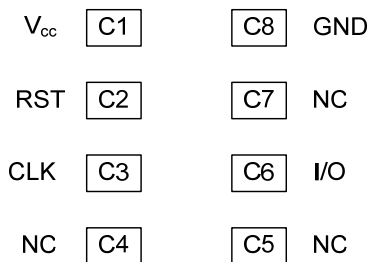 Vcc C1 C8 GND
RST C2 C7 NC
CLK C3 C6 I/O
NC C4 C5 NC